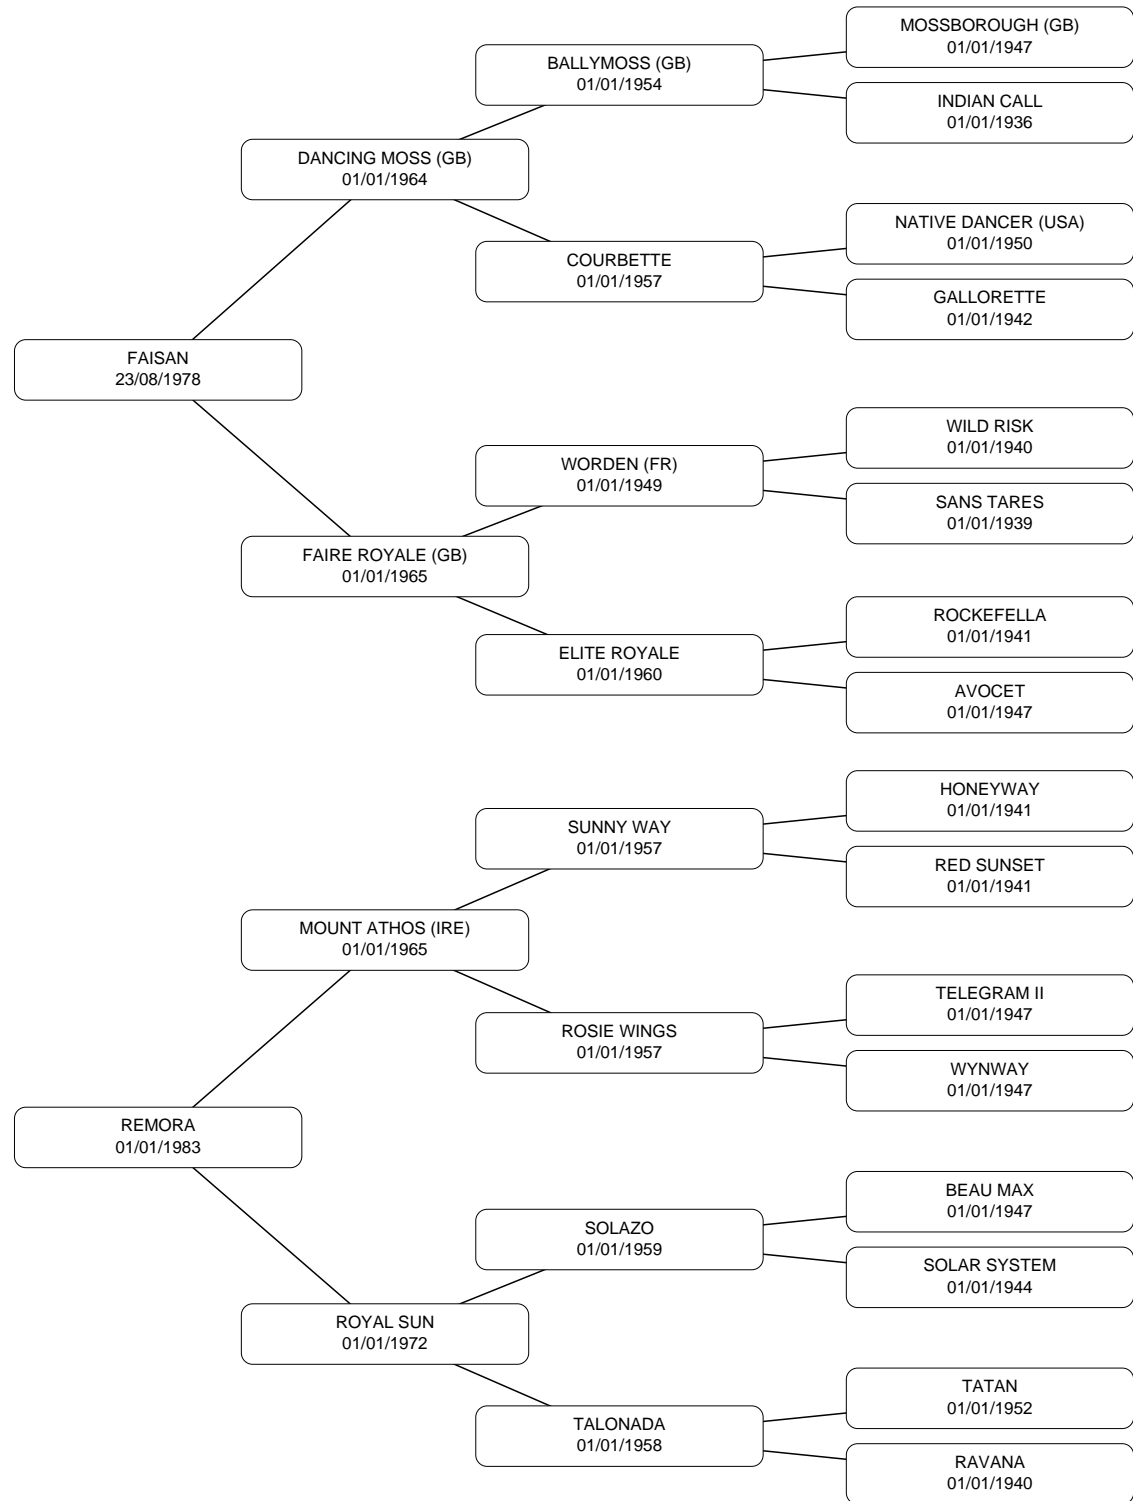 MOSSBOROUGH (GB)
01/01/1947
BALLYMOSS (GB)
01/01/1954
INDIAN CALL
01/01/1936
DANCING MOSS (GB)
01/01/1964
NATIVE DANCER (USA)
01/01/1950
COURBETTE
01/01/1957
GALLORETTE
01/01/1942
FAISAN
23/08/1978
WILD RISK
01/01/1940
WORDEN (FR)
01/01/1949
SANS TARES
01/01/1939
FAIRE ROYALE (GB)
01/01/1965
ROCKEFELLA
01/01/1941
ELITE ROYALE
01/01/1960
AVOCET
01/01/1947
HONEYWAY
01/01/1941
SUNNY WAY
01/01/1957
RED SUNSET
01/01/1941
MOUNT ATHOS (IRE)
01/01/1965
TELEGRAM II
01/01/1947
ROSIE WINGS
01/01/1957
WYNWAY
01/01/1947
REMORA
01/01/1983
BEAU MAX
01/01/1947
SOLAZO
01/01/1959
SOLAR SYSTEM
01/01/1944
ROYAL SUN
01/01/1972
TATAN
01/01/1952
TALONADA
01/01/1958
RAVANA
01/01/1940